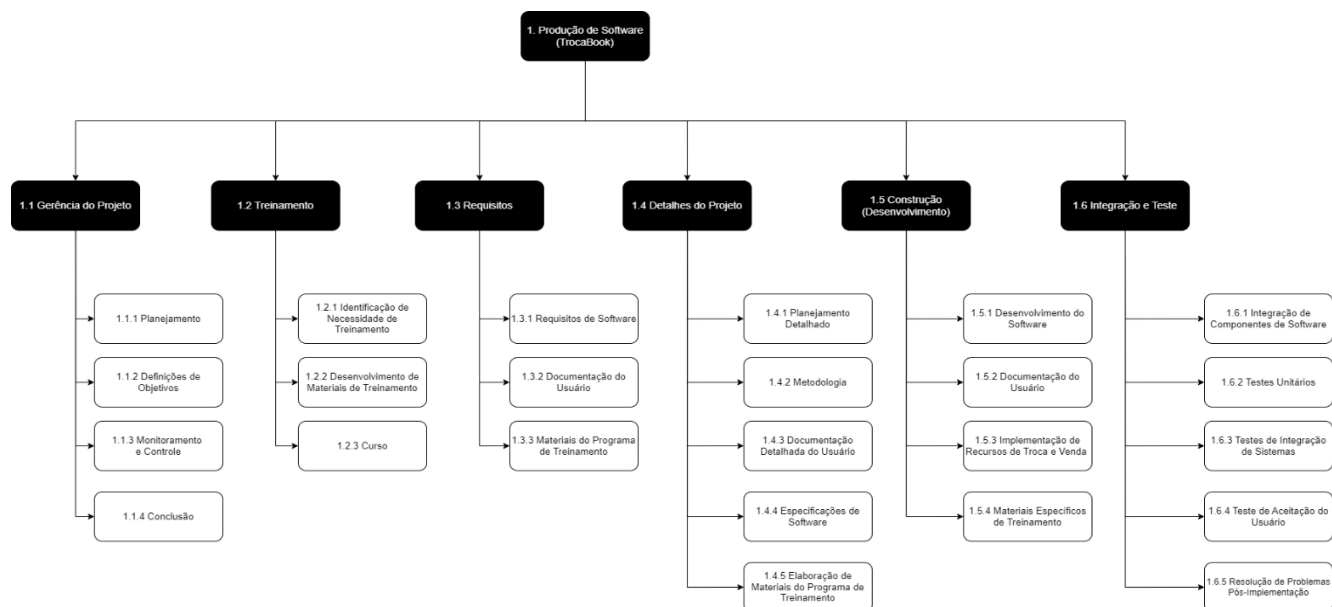 1. Produção de Software
(TrocaBook)
1.1 Gerência do Projeto
1.2 Treinamento
1.3 Requisitos
1.4 Detalhes do Projeto
1.5 Construção
(Desenvolvimento)
1.6 Integração e Teste
1.1.1 Planejamento
1.1.2 Definições de
Objetivos
1.1.3 Monitoramento
e Controle
1.1.4 Conclusão
1.2.1 Identificação de
Necessidade de
Treinamento
1.2.2 Desenvolvimento de
Materiais de Treinamento
1.2.3 Curso
1.3.1 Requisitos de Software
1.3.2 Documentação do
Usuário
1.3.3 Materiais do Programa
de Treinamento
1.4.1 Planejamento
Detalhado
1.4.2 Metodologia
1.4.3 Documentação
Detalhada do Usuário
1.4.4 Especificações de
Software
1.4.5 Elaboração de
Materiais do Programa de
Treinamento
1.5.1 Desenvolvimento do
Software
1.5.2 Documentação do
Usuário
1.5.3 Implementação de
Recursos de Troca e Venda
1.5.4 Materiais Específicos
de Treinamento
1.6.1 Integração de
Componentes de Software
1.6.2 Testes Unitários
1.6.3 Testes de Integração
de Sistemas
1.6.4 Teste de Aceitação do
Usuário
1.6.5 Resolução de Problemas
Pós-Implementação